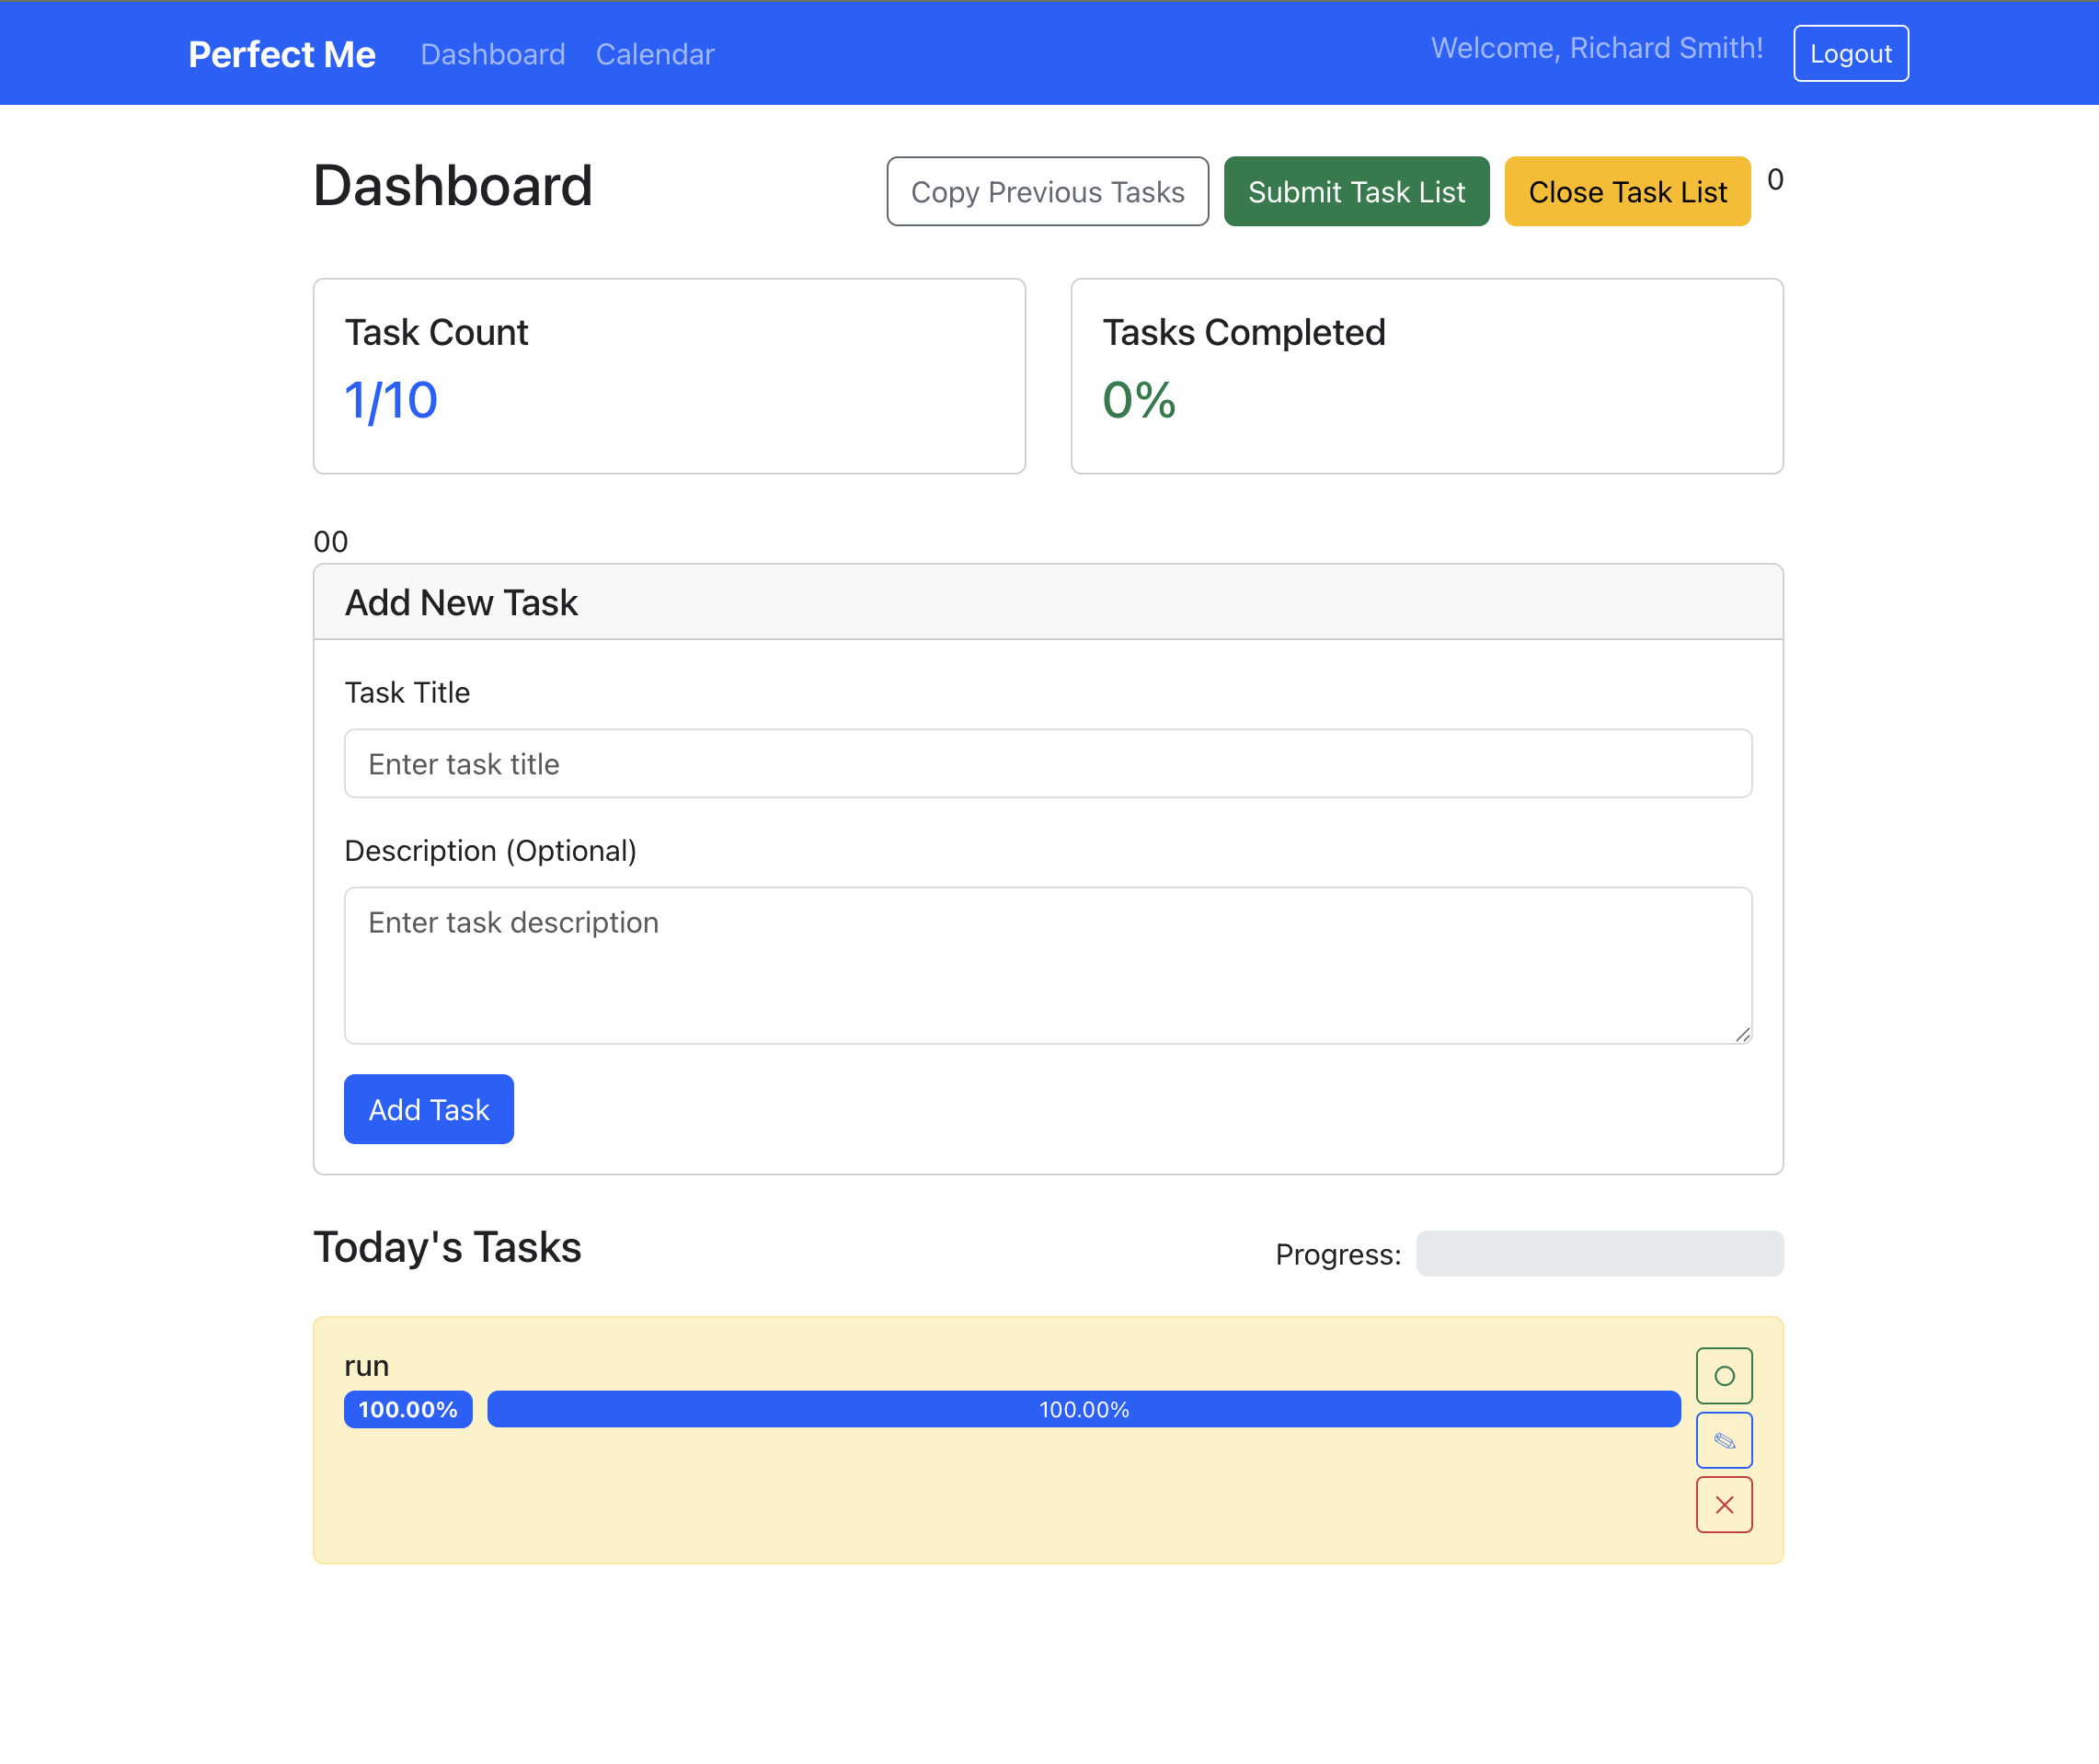 Perfect Me Dashboard Calendar Welcome, Richard Smith! Logout
Dashboard Copy Previous Tasks Submit Task List Close Task List 0
Task Count
1/10
Tasks Completed
0%
00
Add New Task
Task Title
Enter task title
Description (Optional)
Enter task description
Add Task
Today's Tasks Progress:
run
100.00% 100.00%